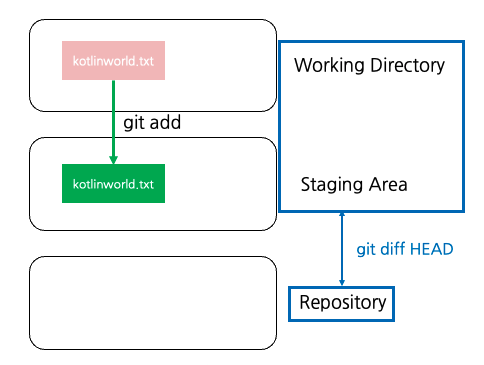 kotlinworld.txt
Working Directory
git add
kotlinworld.txt
Staging Area
git diff HEAD
Repository